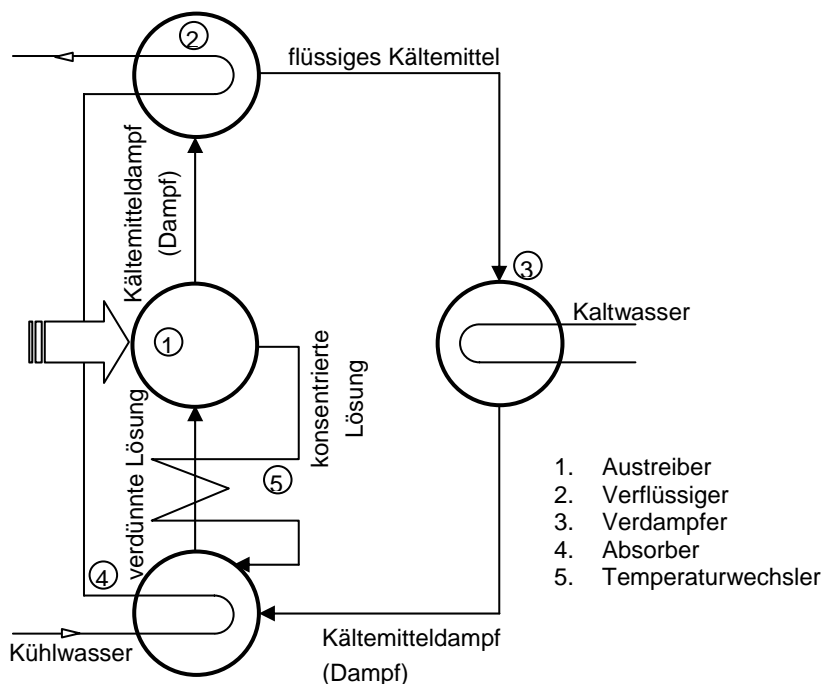 2
flüssiges Kältemittel
Kältemitteldampf
(Dampf)
3
Kaltwasser
1
konsentrierte
Lösung
verdünnte Lösung
5
4
Kühlwasser
Kältemitteldampf
(Dampf)
1. Austreiber
2. Verflüssiger
3. Verdampfer
4. Absorber
5. Temperaturwechsler